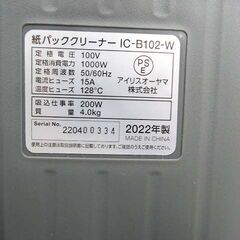 紙パッククリーナー IC-B102-W
定格電圧 100V
定格消費電力 1000W
定格周波数 50/60Hz
電流ヒューズ 15A
温度ヒューズ 128℃
PS
E
アイリスオーヤマ
株式会社
吸込仕事率 200W
質量 4.0kg
Serial No. 220400334
2022年製
MADE IN CHINA